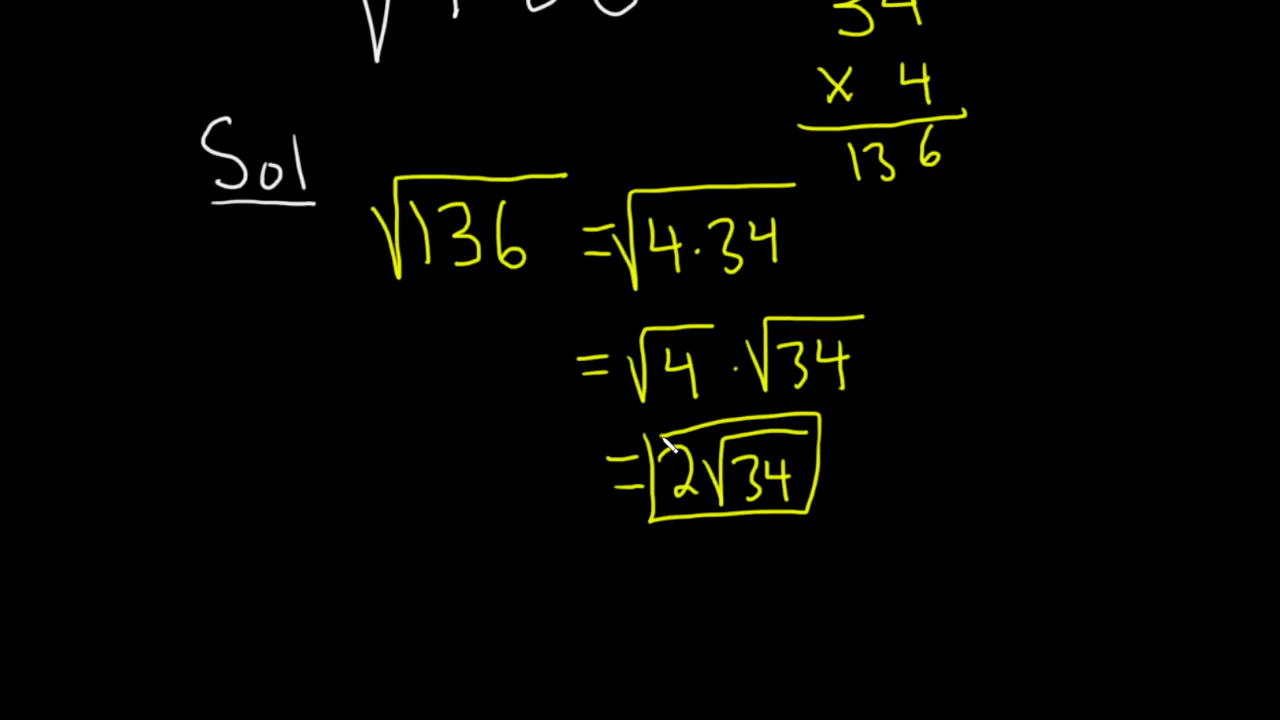 34
x 4
136
Sol
√136 = √4·34
= √4 · √34
= 2√34